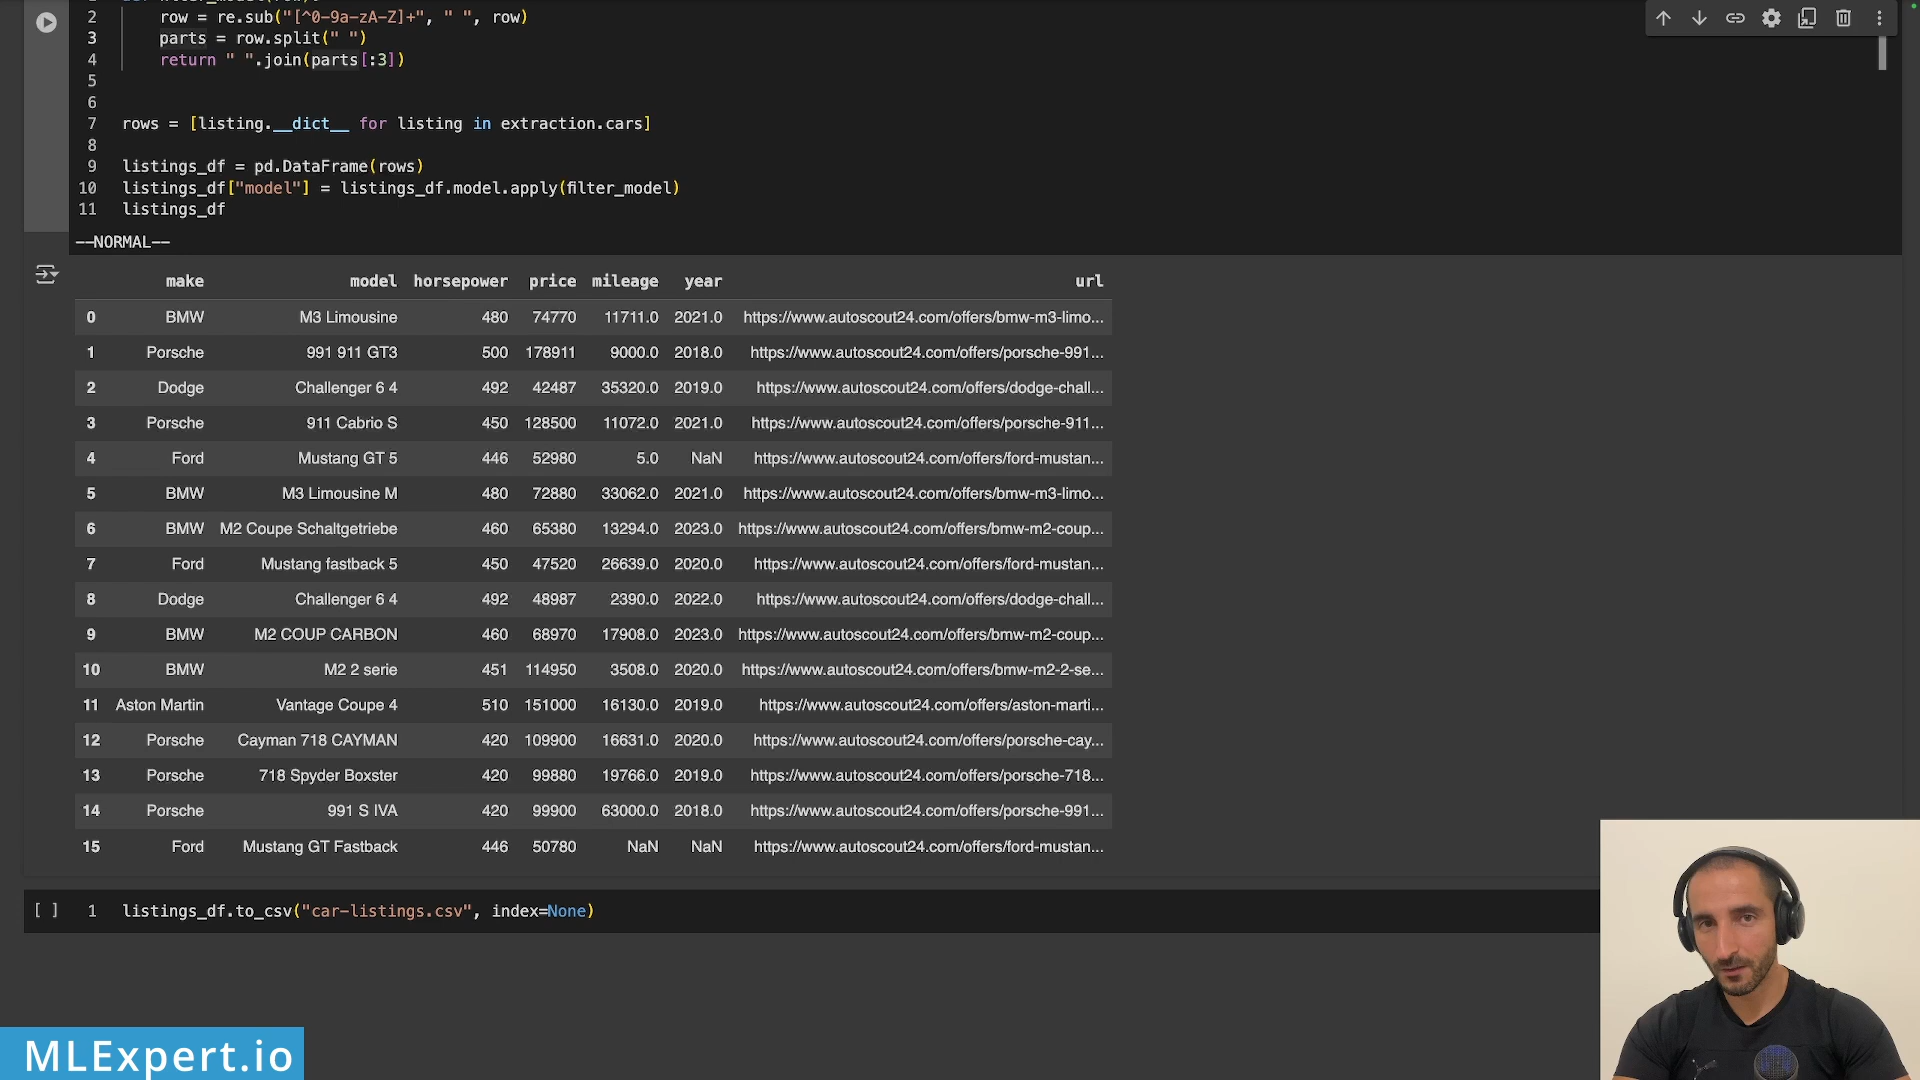 2 row = re.sub("[^0-9a-zA-Z]+", " ", row)
3 parts = row.split(" ")
4 return " ".join(parts[:3])
5
6
7 rows = [listing.__dict__ for listing in extraction.cars]
8
9 listings_df = pd.DataFrame(rows)
10 listings_df["model"] = listings_df.model.apply(filter_model)
11 listings_df
--NORMAL--
make model horsepower price mileage year url
0 BMW M3 Limousine 480 74770 11711.0 2021.0 https://www.autoscout24.com/offers/bmw-m3-limo...
1 Porsche 991 911 GT3 500 178911 9000.0 2018.0 https://www.autoscout24.com/offers/porsche-991...
2 Dodge Challenger 6 4 492 42487 35320.0 2019.0 https://www.autoscout24.com/offers/dodge-chall...
3 Porsche 911 Cabrio S 450 128500 11072.0 2021.0 https://www.autoscout24.com/offers/porsche-911...
4 Ford Mustang GT 5 446 52980 5.0 NaN https://www.autoscout24.com/offers/ford-mustan...
5 BMW M3 Limousine M 480 72880 33062.0 2021.0 https://www.autoscout24.com/offers/bmw-m3-limo...
6 BMW M2 Coupe Schaltgetriebe 460 65380 13294.0 2023.0 https://www.autoscout24.com/offers/bmw-m2-coup...
7 Ford Mustang fastback 5 450 47520 26639.0 2020.0 https://www.autoscout24.com/offers/ford-mustan...
8 Dodge Challenger 6 4 492 48987 2390.0 2022.0 https://www.autoscout24.com/offers/dodge-chall...
9 BMW M2 COUP CARBON 460 68970 17908.0 2023.0 https://www.autoscout24.com/offers/bmw-m2-coup...
10 BMW M2 2 serie 451 114950 3508.0 2020.0 https://www.autoscout24.com/offers/bmw-m2-2-se...
11 Aston Martin Vantage Coupe 4 510 151000 16130.0 2019.0 https://www.autoscout24.com/offers/aston-marti...
12 Porsche Cayman 718 CAYMAN 420 109900 16631.0 2020.0 https://www.autoscout24.com/offers/porsche-cay...
13 Porsche 718 Spyder Boxster 420 99880 19766.0 2019.0 https://www.autoscout24.com/offers/porsche-718...
14 Porsche 991 S IVA 420 99900 63000.0 2018.0 https://www.autoscout24.com/offers/porsche-991...
15 Ford Mustang GT Fastback 446 50780 NaN NaN https://www.autoscout24.com/offers/ford-mustan...
[ ] 1 listings_df.to_csv("car-listings.csv", index=None)
MLExpert.io